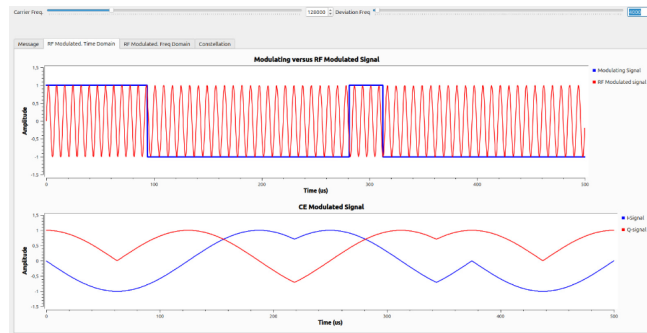 Carrier Freq. 128000 Deviation Freq
Message RF Modulated: Time Domain RF Modulated: Freq Domain Constellation
Modulating versus RF Modulated Signal
1,5
1
0,5
0
-0,5
-1
-1,5
Amplitude
0 100 200 300 400 500
Time (us)
Modulating Signal
RF Modulated signal
CE Modulated Signal
1,5
1
0,5
0
-0,5
-1
-1,5
Amplitude
0 100 200 300 400 500
Time (us)
I-Signal
Q-signal